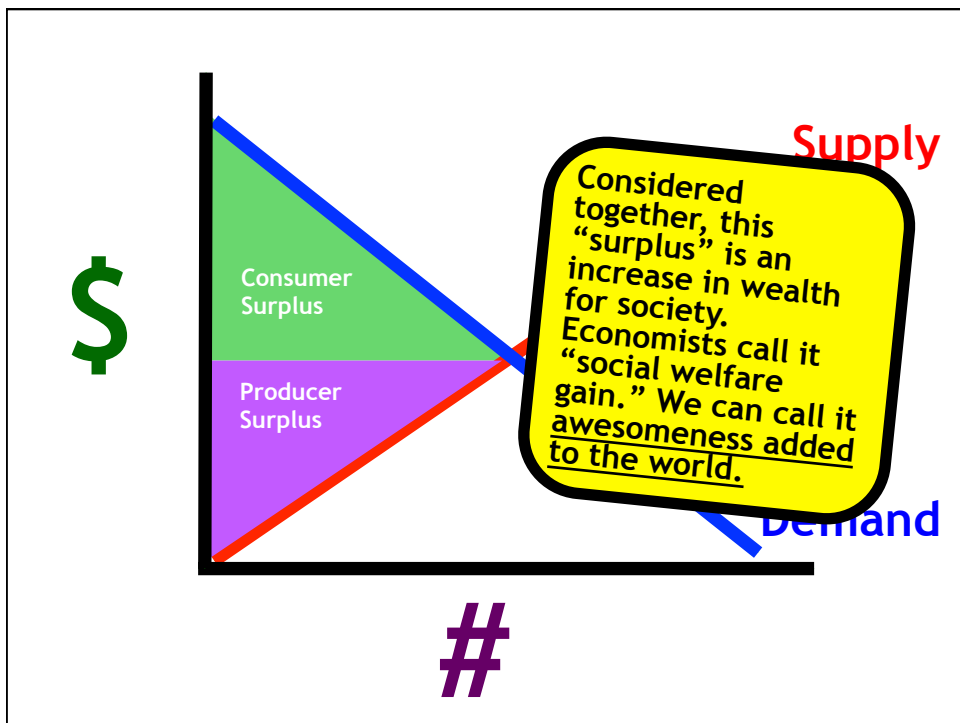 Supply
Considered
together, this
“surplus” is an
increase in wealth
for society.
Economists call it
“social welfare
gain.” We can call it
awesomeness added
to the world.
$
Consumer
Surplus
Producer
Surplus
Demand
#